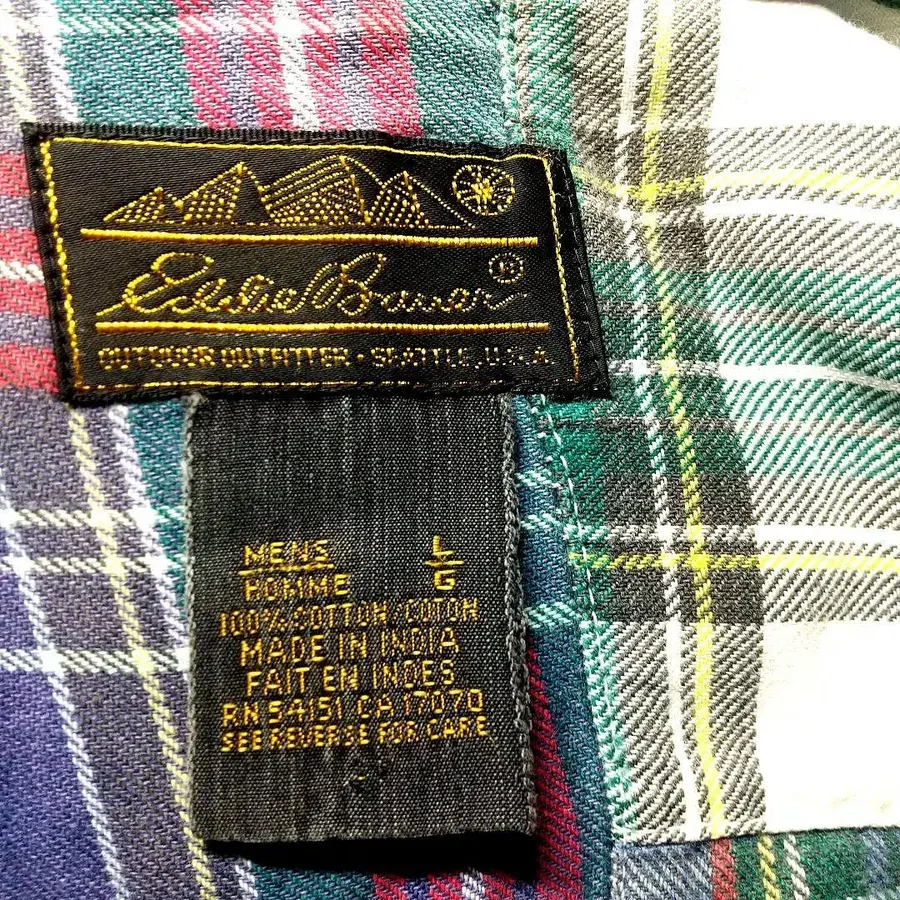 Eddie Bauer ®
OUTDOOR OUTFITTER · SEATTLE, U.S.A.
MENS L
HOMME G
100% COTTON/COTON
MADE IN INDIA
FAIT EN INDES
RN 54151 CA 17070
SEE REVERSE FOR CARE